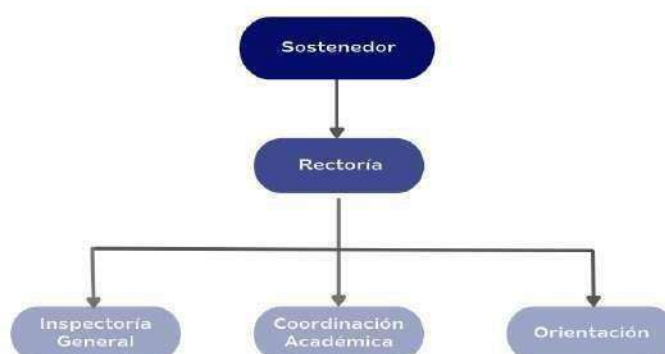 Sostenedor
Rectoría
Inspectoría
General
Coordinación
Académica
Orientación